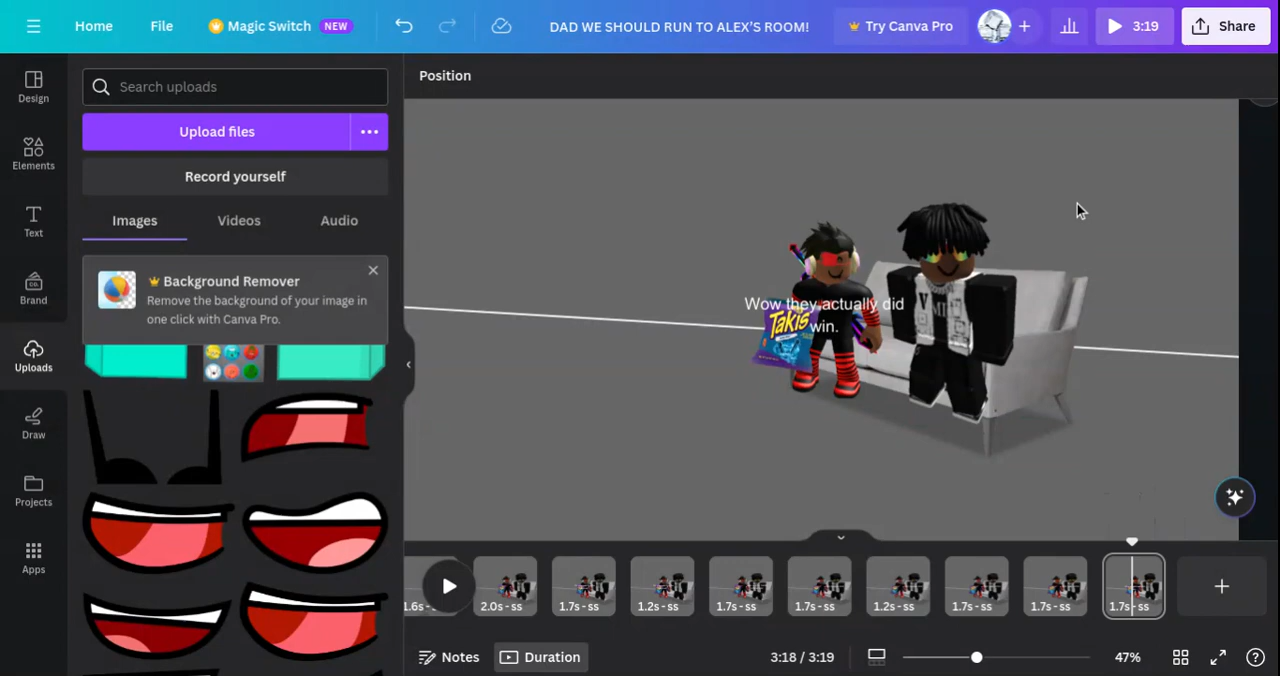 Home
File
Magic Switch NEW
DAD WE SHOULD RUN TO ALEX'S ROOM!
Try Canva Pro
3:19
Share
Design
Elements
Text
Brand
Uploads
Draw
Projects
Apps
Search uploads
Upload files
Record yourself
Images
Videos
Audio
Background Remover
Remove the background of your image in
one click with Canva Pro.
Position
Wow they actually did
win.
Takis
1.6s -
2.0s - ss
1.7s - ss
1.2s - ss
1.7s - ss
1.7s - ss
1.2s - ss
1.7s - ss
1.7s - ss
1.7s - ss
Notes
Duration
3:18 / 3:19
47%